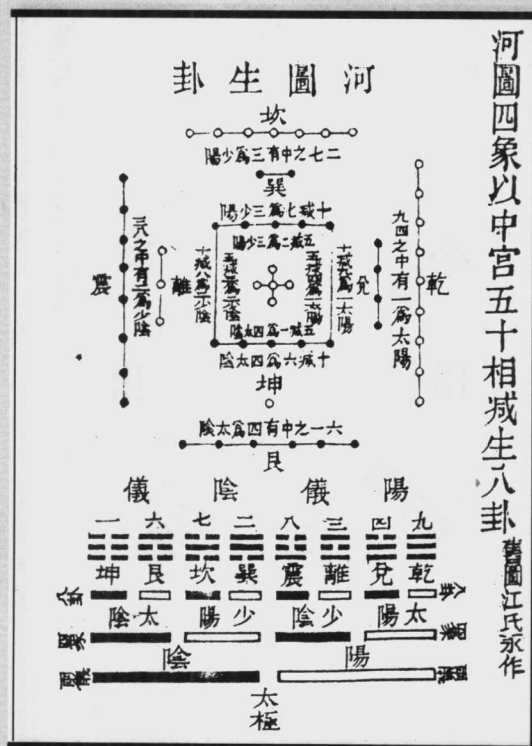 河圖四象以中宮五十相減生八卦
舊圖江氏永作
河圖生卦
坎
二七之中有三為少陽
巽
十減七為三少陽
五減二為三少陽
乾
九四之中有一為太陽
兌
十減九為一太陽
五減四為一太陽
五減三為二少陰
十減八為二少陰
離
三八之中有二為少陰
震
五減一為四太陰
十減六為四太陰
坤
一六之中有四為太陰
艮
陽儀陰儀
九四三八二七六一
乾兌離震巽坎艮坤
八卦
太陽少陰少陽太陰
四象
陽陰
兩儀
太極